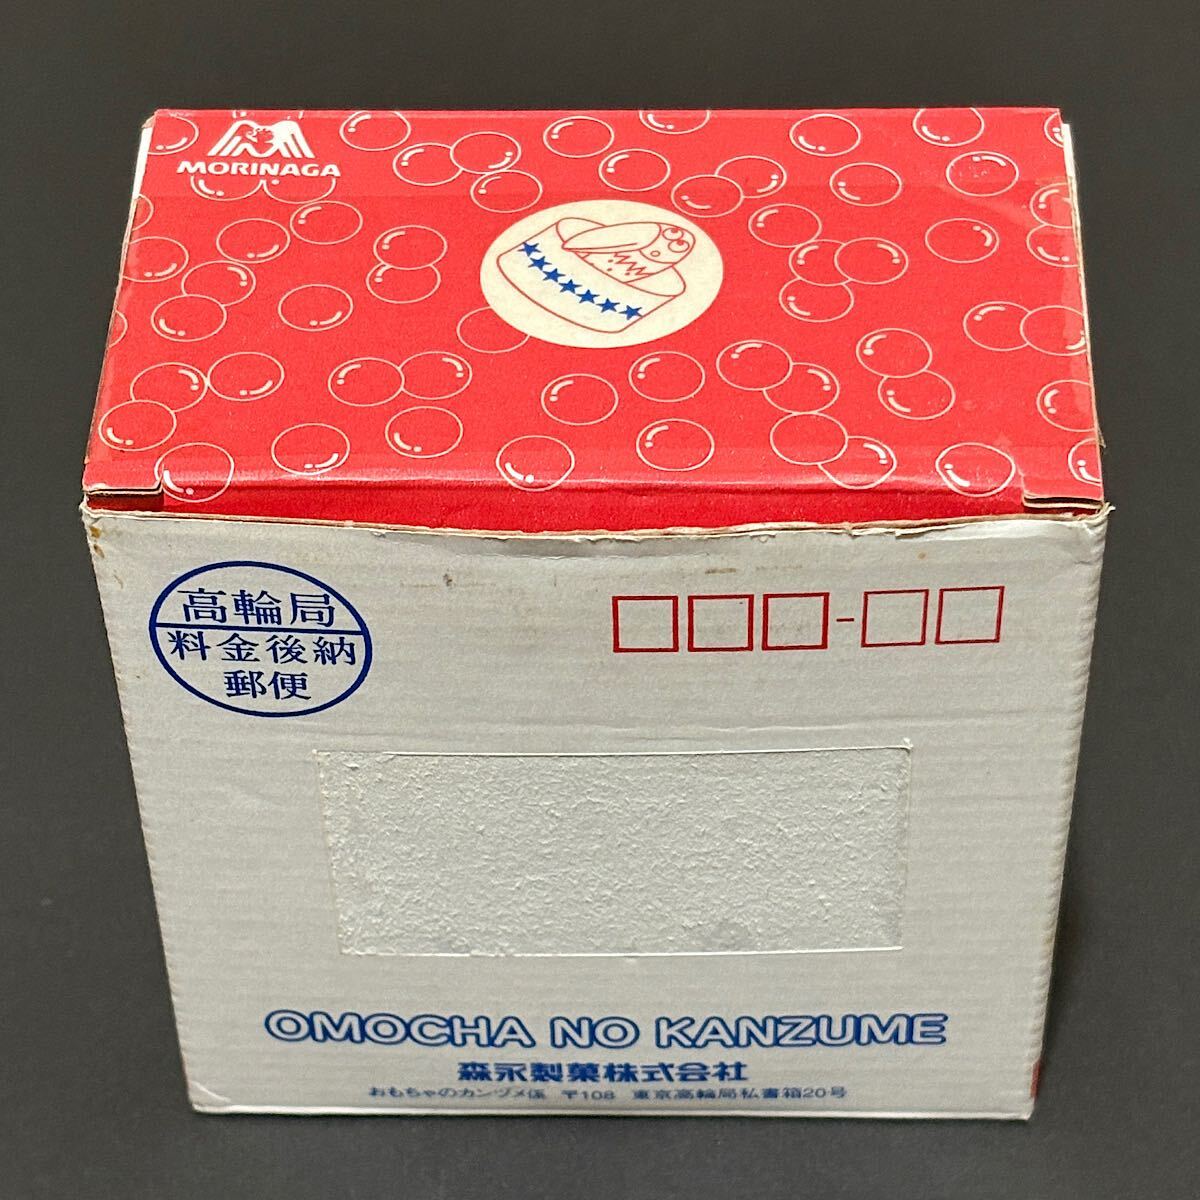 MORINAGA
高輪局
料金後納
郵便
-
OMOCHA NO KANZUME
森永製菓株式会社
おもちゃのカンヅメ係 〒108 東京高輪局私書箱20号